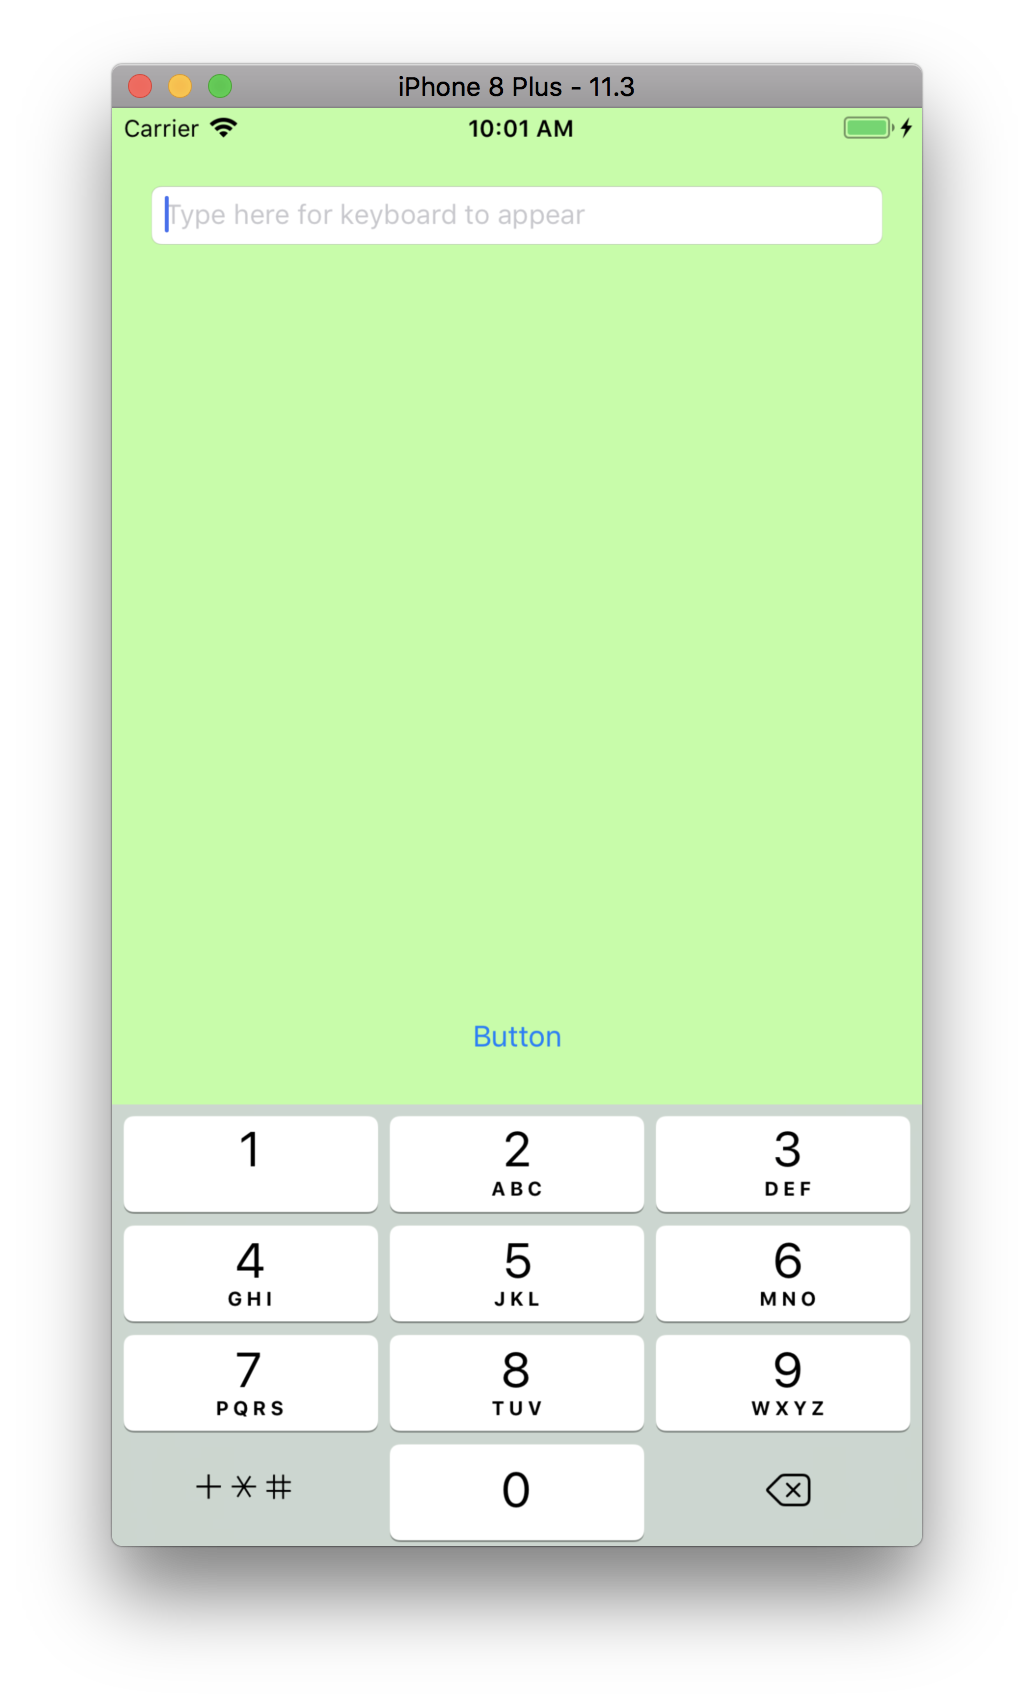 iPhone 8 Plus - 11.3
Carrier 10:01 AM
Type here for keyboard to appear
Button
1 2 3
ABC DEF
4 5 6
GHI JKL MNO
7 8 9
PQRS TUV WXYZ
+*# 0